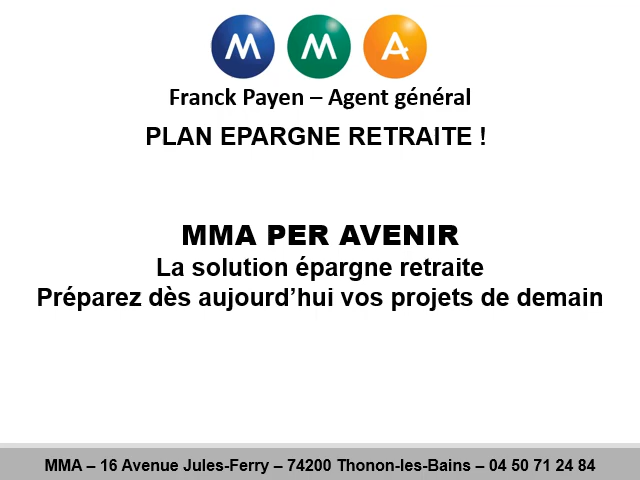 MMA
Franck Payen – Agent général
PLAN EPARGNE RETRAITE !
MMA PER AVENIR
La solution épargne retraite
Préparez dès aujourd’hui vos projets de demain
MMA – 16 Avenue Jules-Ferry – 74200 Thonon-les-Bains – 04 50 71 24 84